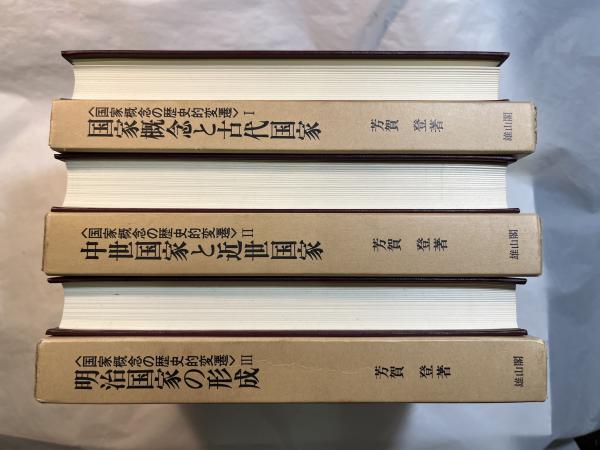 〈国家概念の歴史的変遷〉Ⅰ
国家概念と古代国家
芳賀 登著
雄山閣
〈国家概念の歴史的変遷〉Ⅱ
中世国家と近世国家
芳賀 登著
雄山閣
〈国家概念の歴史的変遷〉Ⅲ
明治国家の形成
芳賀 登著
雄山閣